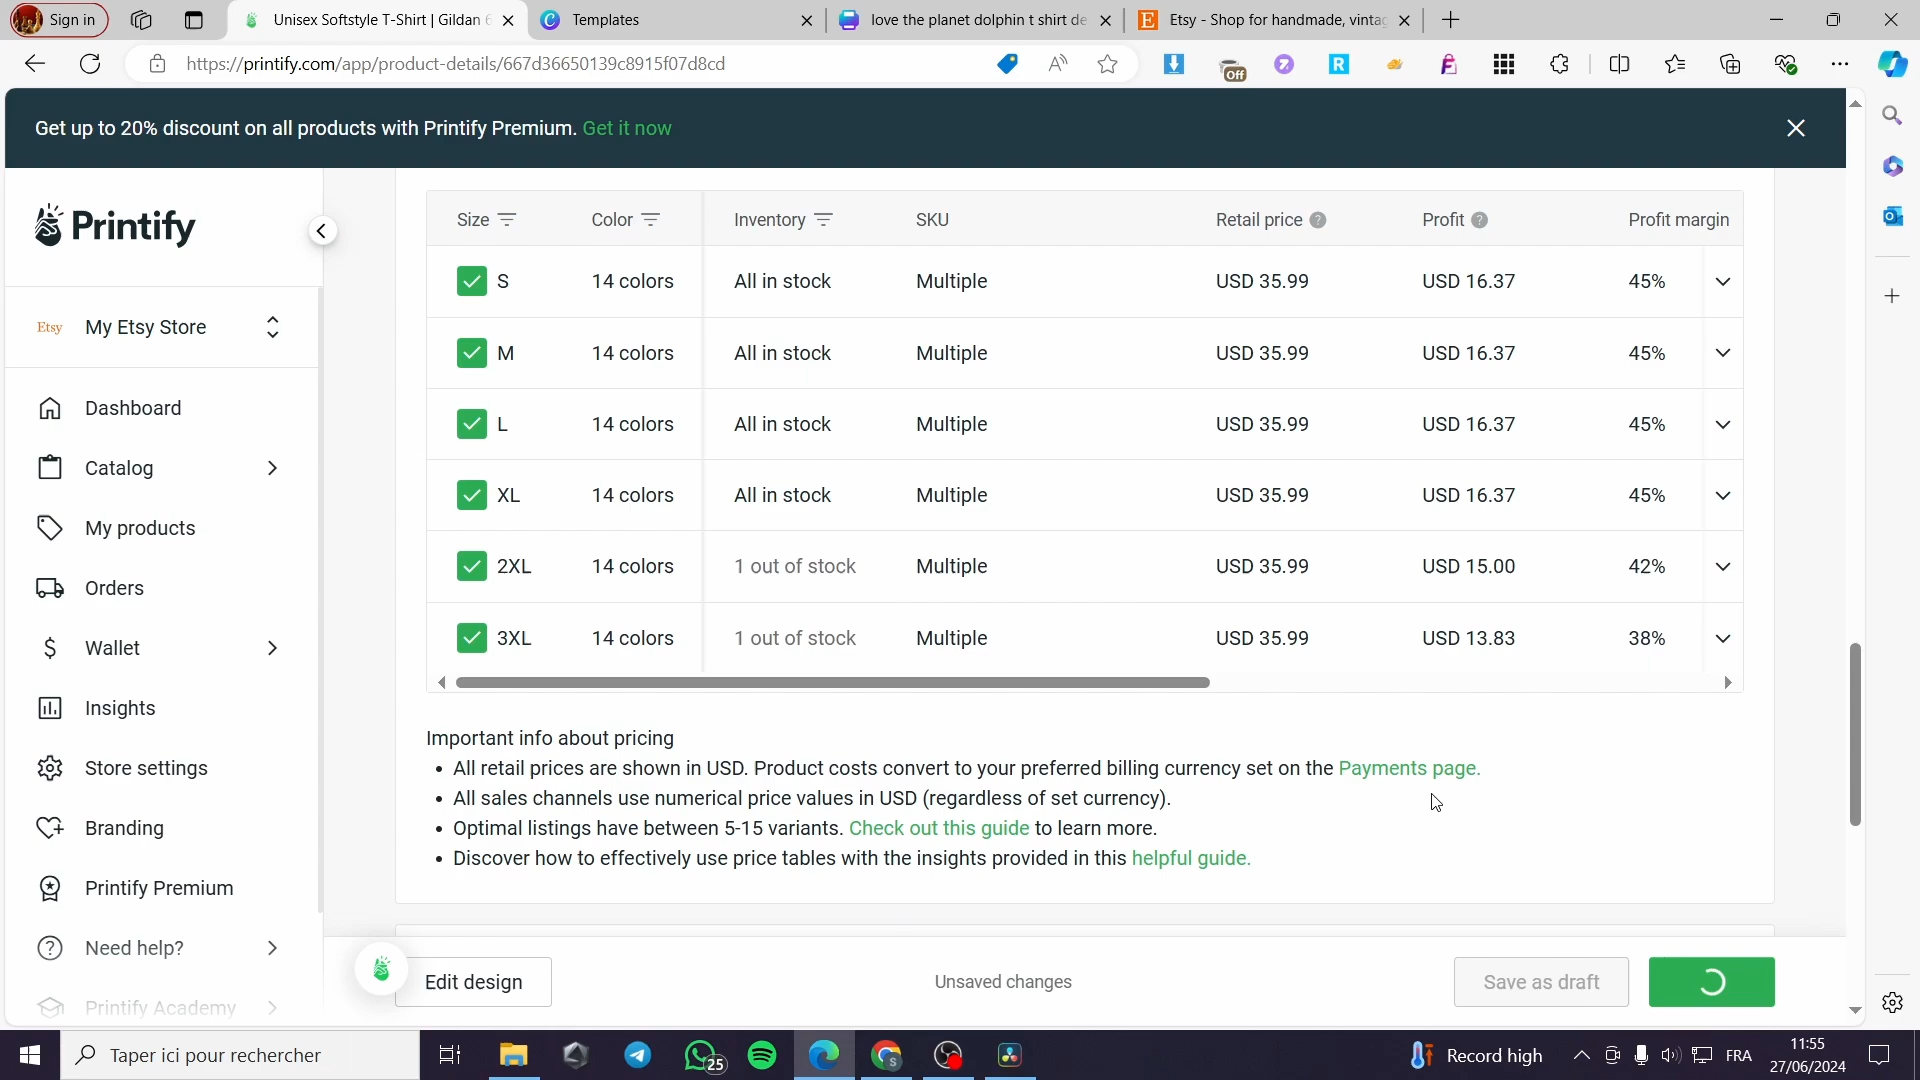 Sign in
Unisex Softstyle T-Shirt | Gildan 6
Templates
love the planet dolphin t shirt de
Etsy - Shop for handmade, vintag
https://printify.com/app/product-details/667d36650139c8915f07d8cd
Off
Get up to 20% discount on all products with Printify Premium. Get it now
Printify
Etsy My Etsy Store
Dashboard
Catalog
My products
Orders
Wallet
Insights
Store settings
Branding
Printify Premium
Need help?
Printify Academy
Size Color Inventory SKU Retail price Profit Profit margin
S 14 colors All in stock Multiple USD 35.99 USD 16.37 45%
M 14 colors All in stock Multiple USD 35.99 USD 16.37 45%
L 14 colors All in stock Multiple USD 35.99 USD 16.37 45%
XL 14 colors All in stock Multiple USD 35.99 USD 16.37 45%
2XL 14 colors 1 out of stock Multiple USD 35.99 USD 15.00 42%
3XL 14 colors 1 out of stock Multiple USD 35.99 USD 13.83 38%
Important info about pricing
• All retail prices are shown in USD. Product costs convert to your preferred billing currency set on the Payments page.
• All sales channels use numerical price values in USD (regardless of set currency).
• Optimal listings have between 5-15 variants. Check out this guide to learn more.
• Discover how to effectively use price tables with the insights provided in this helpful guide.
Edit design
Unsaved changes
Save as draft
Taper ici pour rechercher
25
Record high
FRA
11:55
27/06/2024